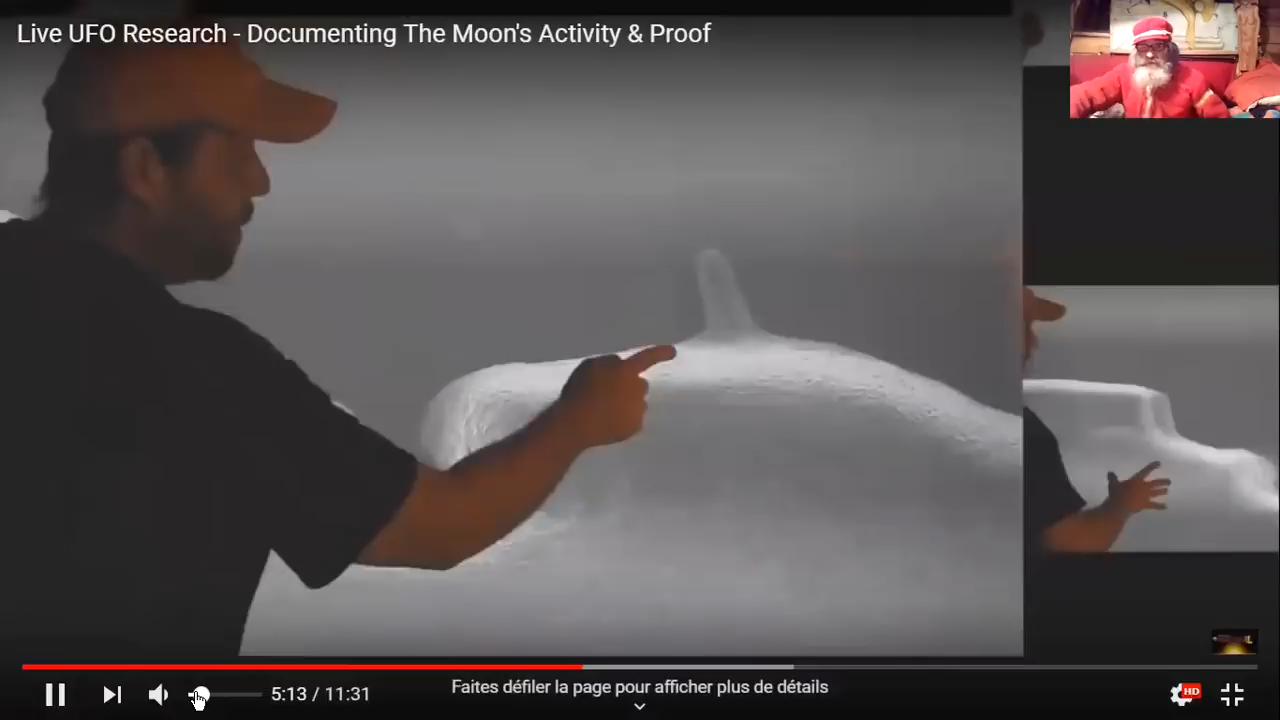 Live UFO Research - Documenting The Moon's Activity & Proof
5:13 / 11:31
Faites défiler la page pour afficher plus de détails
HD